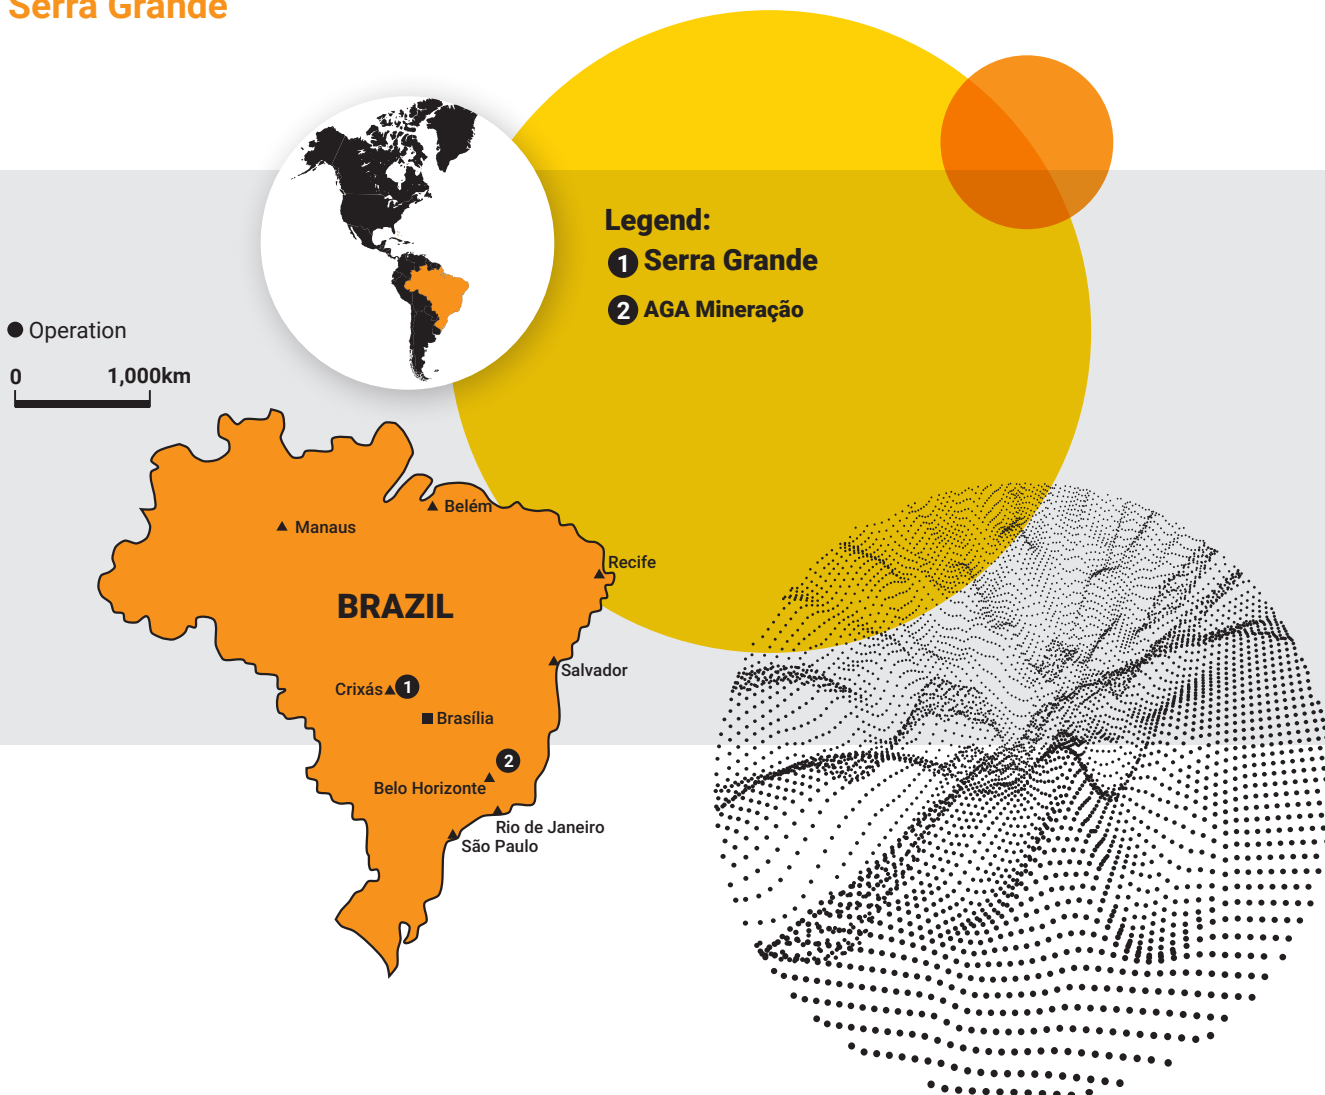 Serra Grande
Legend:
1 Serra Grande
2 AGA Mineração
Operation
0 1,000km
Belém
Manaus
Recife
BRAZIL
Salvador
Crixás 1
Brasília
2
Belo Horizonte
Rio de Janeiro
São Paulo